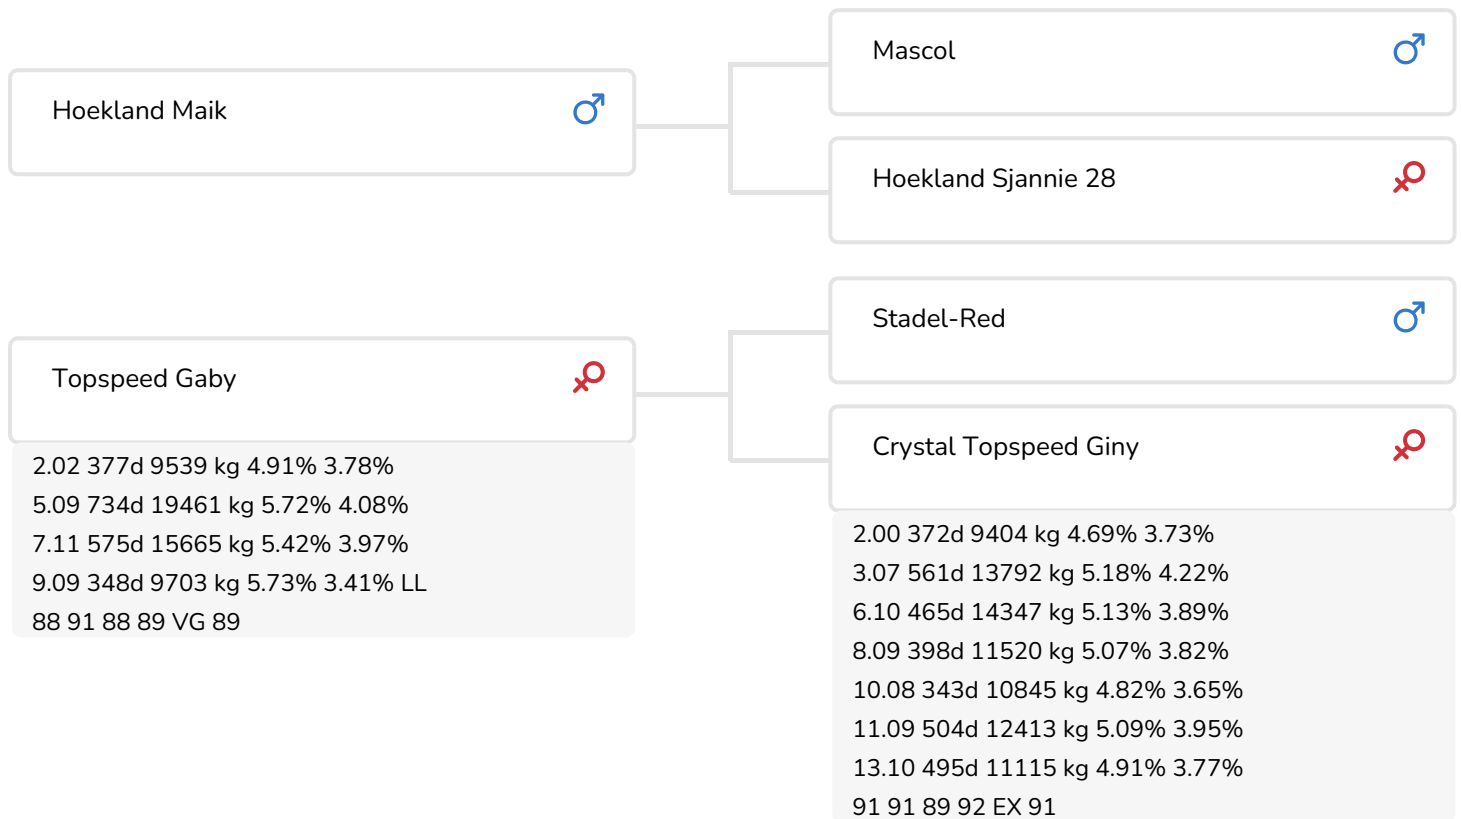 Hoekland Maik
Mascol
Hoekland Sjannie 28
Topspeed Gaby
2.02 377d 9539 kg 4.91% 3.78%
5.09 734d 19461 kg 5.72% 4.08%
7.11 575d 15665 kg 5.42% 3.97%
9.09 348d 9703 kg 5.73% 3.41% LL
88 91 88 89 VG 89
Stadel-Red
Crystal Topspeed Giny
2.00 372d 9404 kg 4.69% 3.73%
3.07 561d 13792 kg 5.18% 4.22%
6.10 465d 14347 kg 5.13% 3.89%
8.09 398d 11520 kg 5.07% 3.82%
10.08 343d 10845 kg 4.82% 3.65%
11.09 504d 12413 kg 5.09% 3.95%
13.10 495d 11115 kg 4.91% 3.77%
91 91 89 92 EX 91